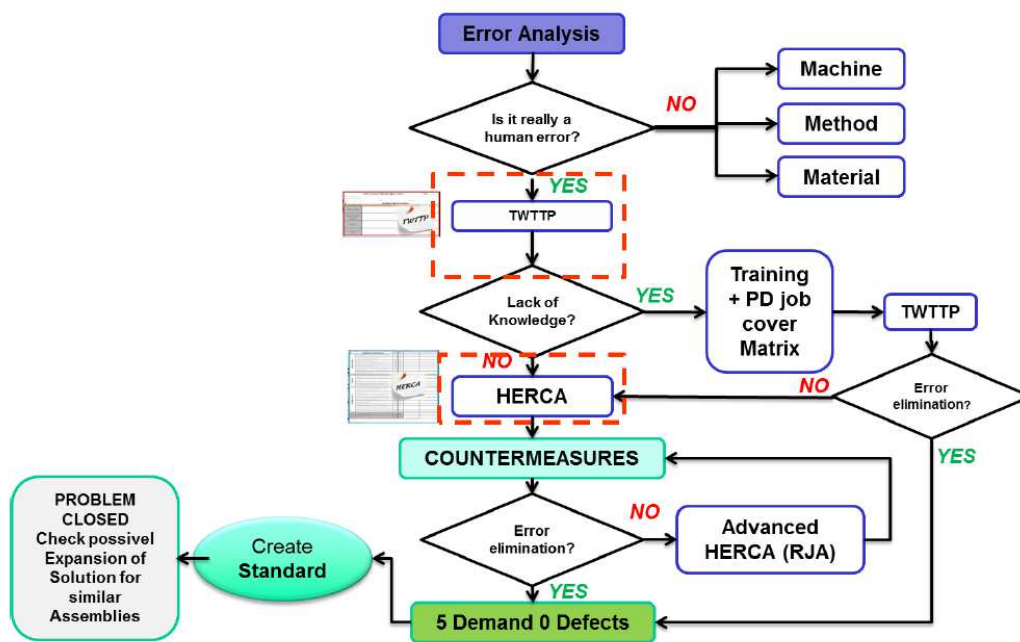 Error Analysis
Machine
NO
Is it really a
human error?
Method
Material
YES
TWTTP
TWTTP
Lack of
Knowledge?
YES
Training
+ PD job
cover
Matrix
TWTTP
NO
HERCA
HERCA
NO
Error
elimination?
YES
COUNTERMEASURES
Error
elimination?
NO
Advanced
HERCA (RJA)
YES
5 Demand 0 Defects
Create
Standard
PROBLEM
CLOSED
Check possivel
Expansion of
Solution for
similar
Assemblies